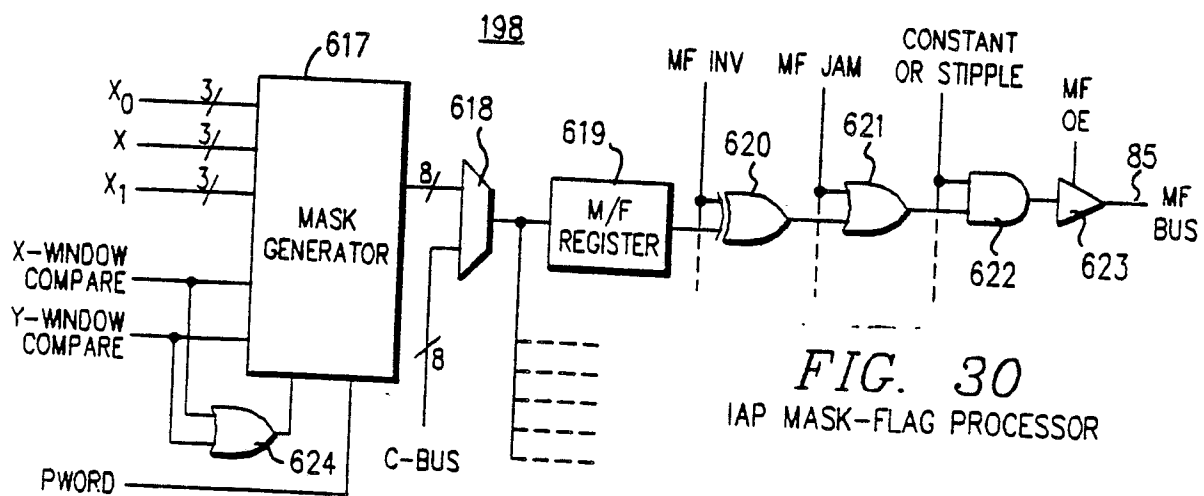 198
617
X0
3/
X
3/
X1
3/
X-WINDOW
COMPARE
Y-WINDOW
COMPARE
MASK
GENERATOR
624
PWORD
8/
618
8
C-BUS
619
M/F
REGISTER
MF INV
620
MF JAM
621
CONSTANT
OR STIPPLE
622
MF
OE
623
85
MF
BUS
FIG. 30
IAP MASK-FLAG PROCESSOR